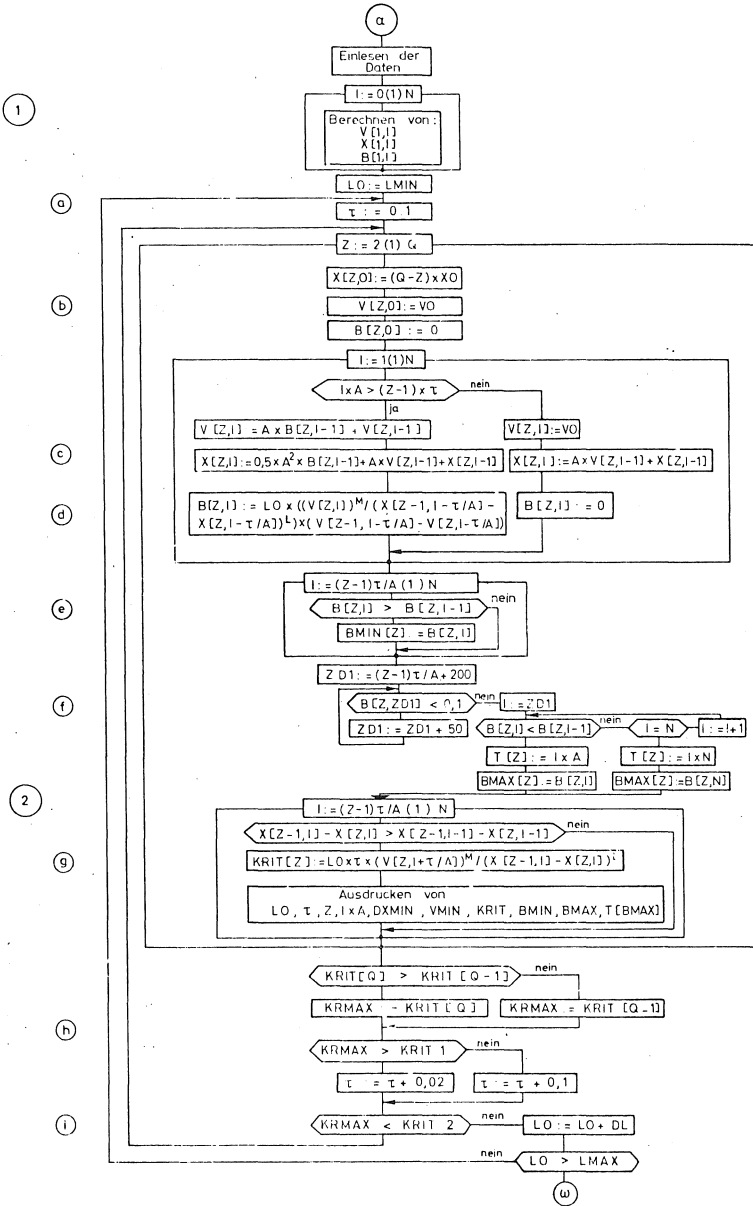 α
Einlesen der
Daten
I:=0(1)N
1
Berechnen von:
V[1,I]
X[1,I]
B[1,I]
LO:=LMIN
a
τ := 0.1
Z:=2(1) Q
X[Z,0]:=(Q-Z)×XO
b
V[Z,0]:=VO
B[Z,0] := 0
I:=1(1)N
I×A > (Z-1)×τ
nein
ja
V[Z,I] = A×B[Z,I-1] + V[Z,I-1]
V[Z,I]:=VO
c
X[Z,I]:=0,5×A²×B[Z,I-1]+A×V[Z,I-1]+X[Z,I-1]
X[Z,I]:=A×V[Z,I-1]+X[Z,I-1]
d
B[Z,I] := LO×((V[Z,I])ᴹ/(X[Z-1,I-τ/A]-
X[Z,I-τ/A])ᴸ)×(V[Z-1,I-τ/A]-V[Z,I-τ/A])
B[Z,I] := 0
I:=(Z-1)τ/A(1)N
e
B[Z,I] > B[Z,I-1]
nein
BMIN[Z].=B[Z,I]
ZD1:=(Z-1)τ/A+200
f
B[Z,ZD1] < 0,1
nein
I:=ZD1
ZD1:= ZD1+50
B[Z,I]<B[Z,I-1]
nein
I=N
I:=I+1
T[Z]:=I×A
T[Z]:=I×N
BMAX[Z].=B[Z,I]
BMAX[Z]:=B[Z,N]
2
I:=(Z-1)τ/A(1) N
X[Z-1,I]-X[Z,I]>X[Z-1,I-1]-X[Z,I-1]
nein
g
KRIT[Z]:=LO×τ×(V[Z,I+τ/A])ᴹ/(X[Z-1,I]-X[Z,I])ᴸ
Ausdrucken von
LO, τ, Z, I×A, DXMIN, VMIN, KRIT, BMIN, BMAX, T[BMAX]
KRIT[Q] > KRIT[Q-1]
nein
KRMAX - KRIT[Q]
KRMAX := KRIT [Q-1]
h
KRMAX > KRIT 1
nein
τ := τ + 0,02
τ := τ + 0,1
i
KRMAX < KRIT 2
nein
LO := LO+DL
nein
LO > LMAX
ω